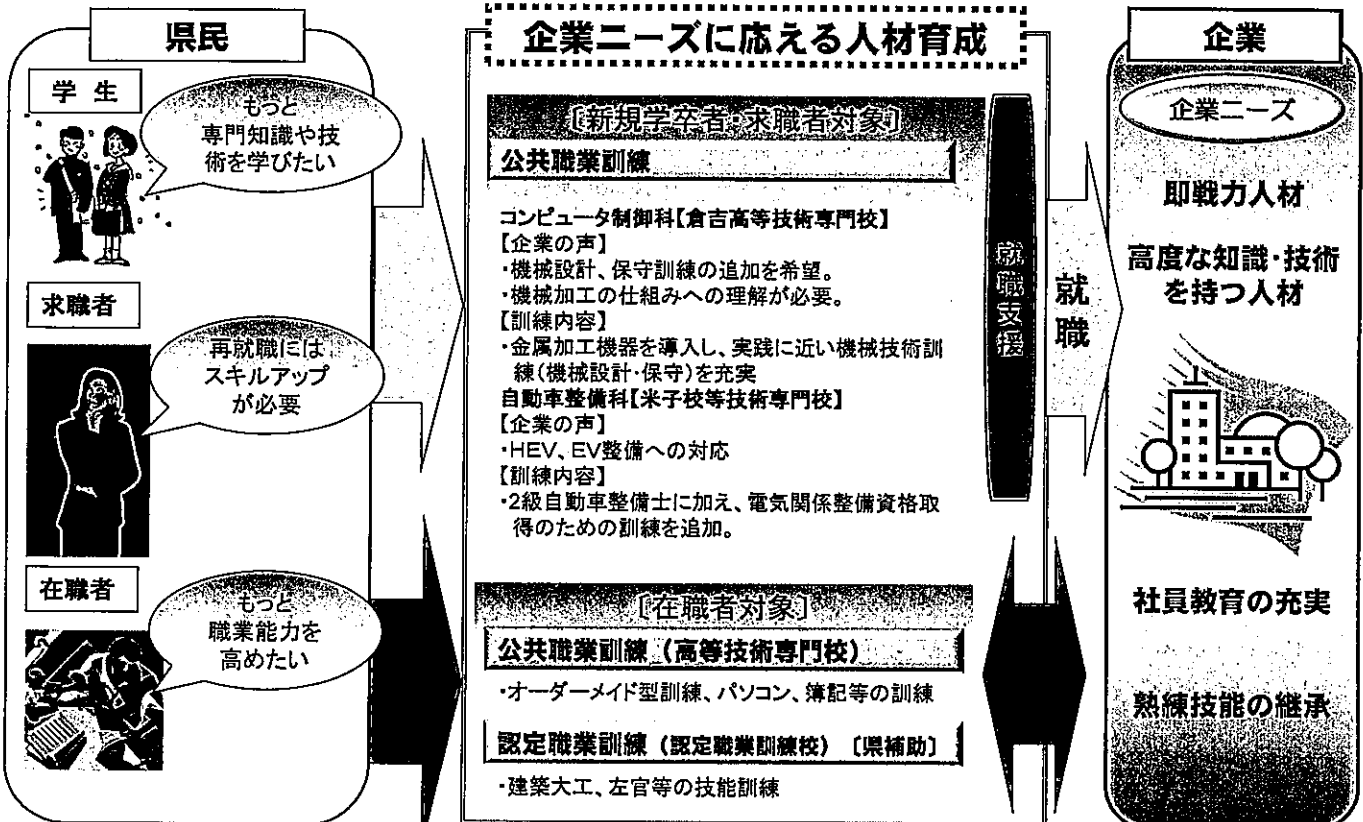 県民
学生
もっと
専門知識や技
術を学びたい
求職者
再就職には
スキルアップ
が必要
在職者
もっと
職業能力を
高めたい
企業ニーズに応える人材育成
［新規学卒者・求職者対象］
公共職業訓練
コンピュータ制御科【倉吉高等技術専門校】
【企業の声】
・機械設計、保守訓練の追加を希望。
・機械加工の仕組みへの理解が必要。
【訓練内容】
・金属加工機器を導入し、実践に近い機械技術訓
練(機械設計・保守)を充実
自動車整備科【米子校等技術専門校】
【企業の声】
・HEV、EV整備への対応
【訓練内容】
・2級自動車整備士に加え、電気関係整備資格取
得のための訓練を追加。
［在職者対象］
公共職業訓練（高等技術専門校）
・オーダーメイド型訓練、パソコン、簿記等の訓練
認定職業訓練（認定職業訓練校）〔県補助〕
・建築大工、左官等の技能訓練
就職支援
就職
企業
企業ニーズ
即戦力人材
高度な知識・技術
を持つ人材
社員教育の充実
熟練技能の継承